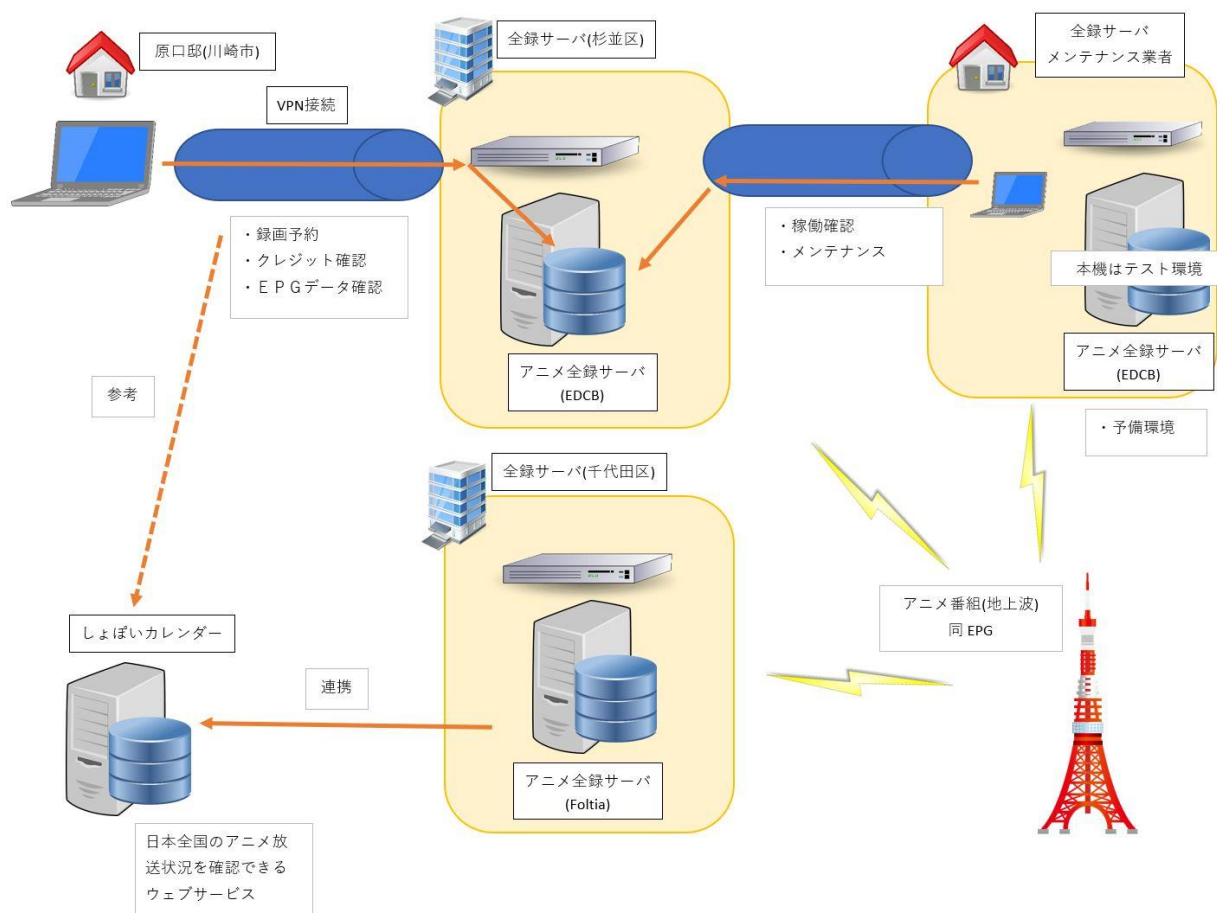 原口邸(川崎市)
全録サーバ(杉並区)
全録サーバ
メンテナンス業者
VPN接続
・録画予約
・クレジット確認
・ＥＰＧデータ確認
・稼働確認
・メンテナンス
本機はテスト環境
アニメ全録サーバ
(EDCB)
アニメ全録サーバ
(EDCB)
・予備環境
参考
全録サーバ(千代田区)
アニメ番組(地上波)
同 EPG
しょぼいカレンダー
連携
アニメ全録サーバ
(Foltia)
日本全国のアニメ放
送状況を確認できる
ウェブサービス